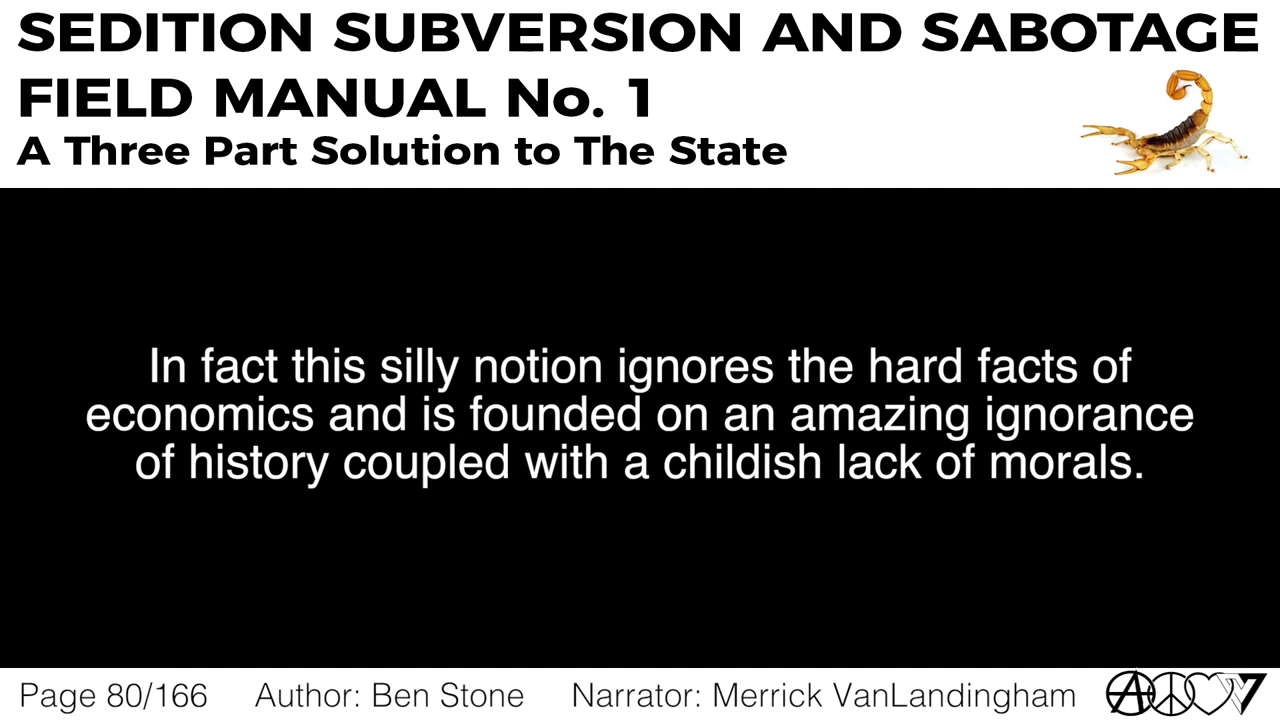 SEDITION SUBVERSION AND SABOTAGE
FIELD MANUAL No. 1
A Three Part Solution to The State
In fact this silly notion ignores the hard facts of
economics and is founded on an amazing ignorance
of history coupled with a childish lack of morals.
Page 80/166 Author: Ben Stone Narrator: Merrick VanLandingham